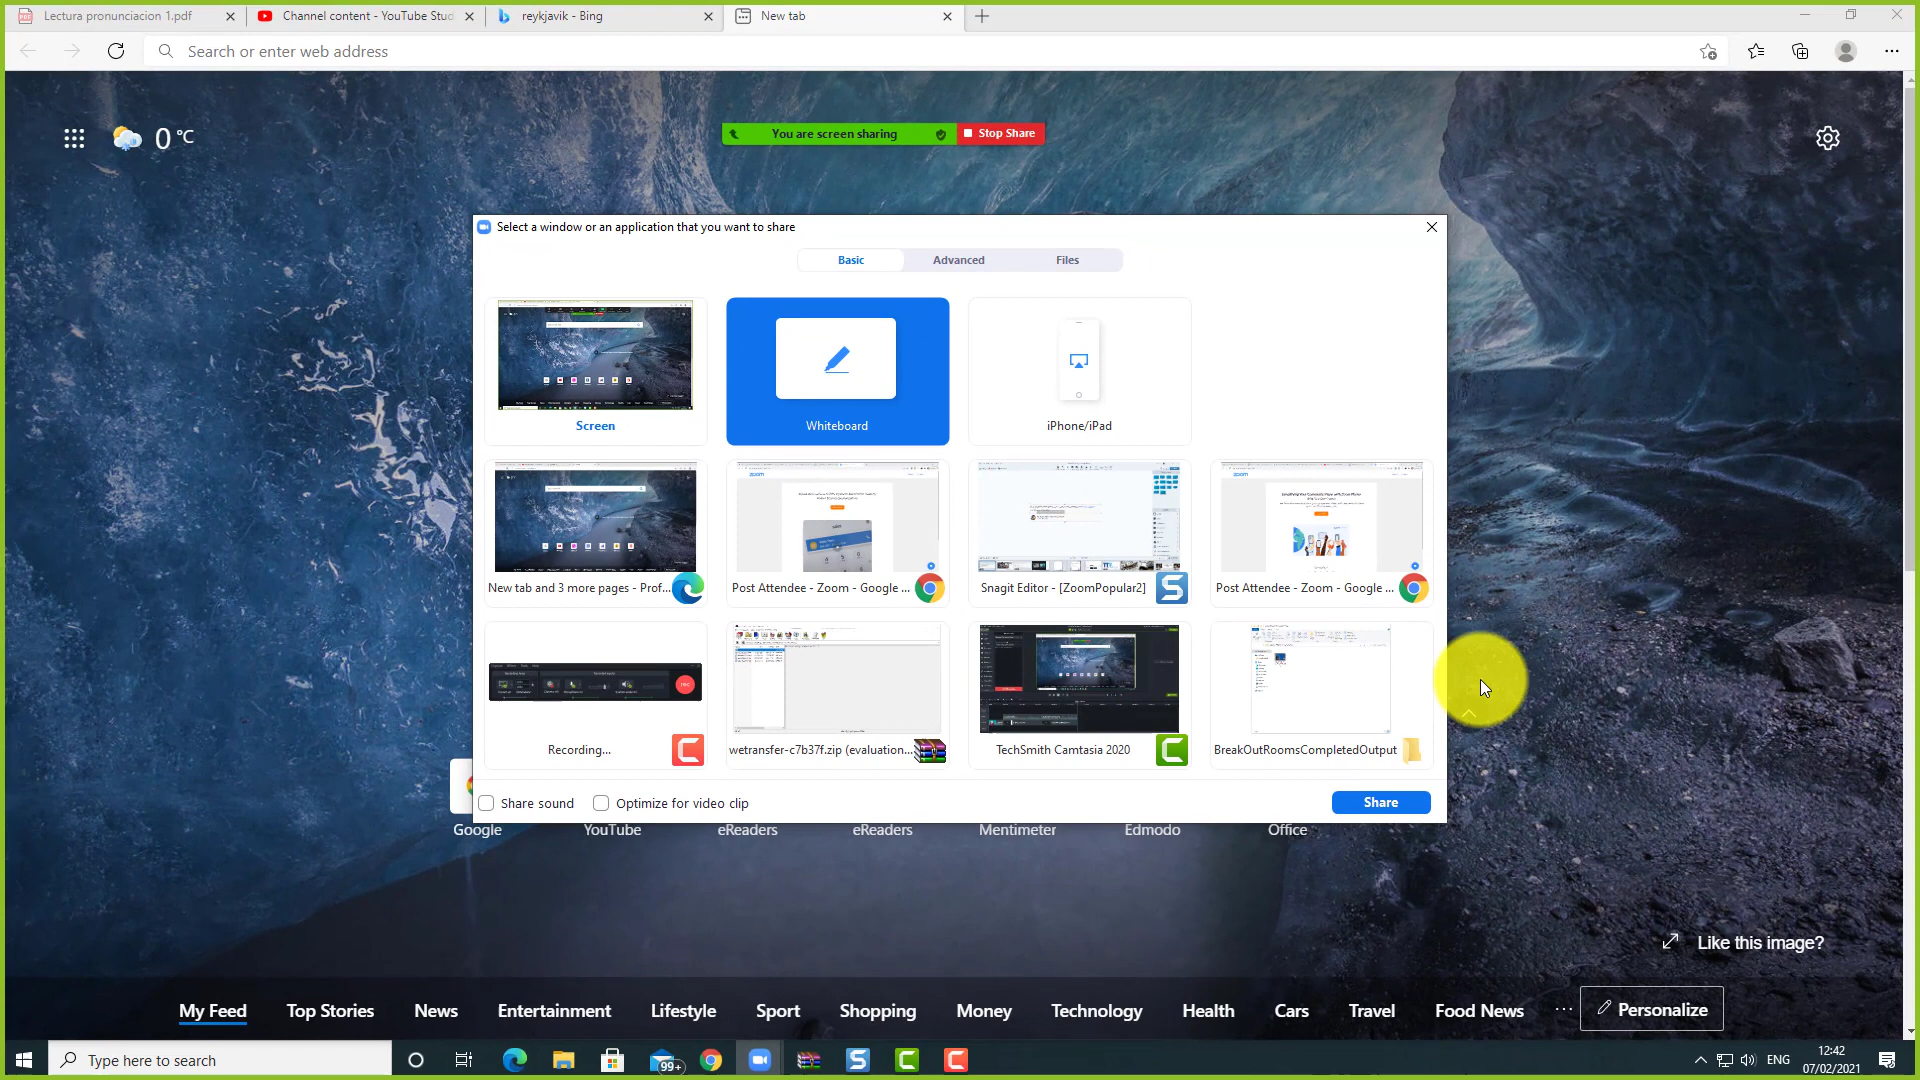 Lectura pronunciacion 1.pdf
Channel content - YouTube Stud
reykjavik - Bing
New tab
Search or enter web address
0 °C
You are screen sharing
Stop Share
Select a window or an application that you want to share
Basic
Advanced
Files
Screen
Whiteboard
iPhone/iPad
zoom
zoom
New tab and 3 more pages - Prof...
Post Attendee - Zoom - Google ...
Snagit Editor - [ZoomPopular2]
Post Attendee - Zoom - Google ...
Recording...
wetransfer-c7b37f.zip (evaluation...
TechSmith Camtasia 2020
BreakOutRoomsCompletedOutput
Share sound
Optimize for video clip
Share
Google
YouTube
eReaders
eReaders
Mentimeter
Edmodo
Office
Like this image?
My Feed
Top Stories
News
Entertainment
Lifestyle
Sport
Shopping
Money
Technology
Health
Cars
Travel
Food News
...
Personalize
Type here to search
99+
ENG
12:42
07/02/2021